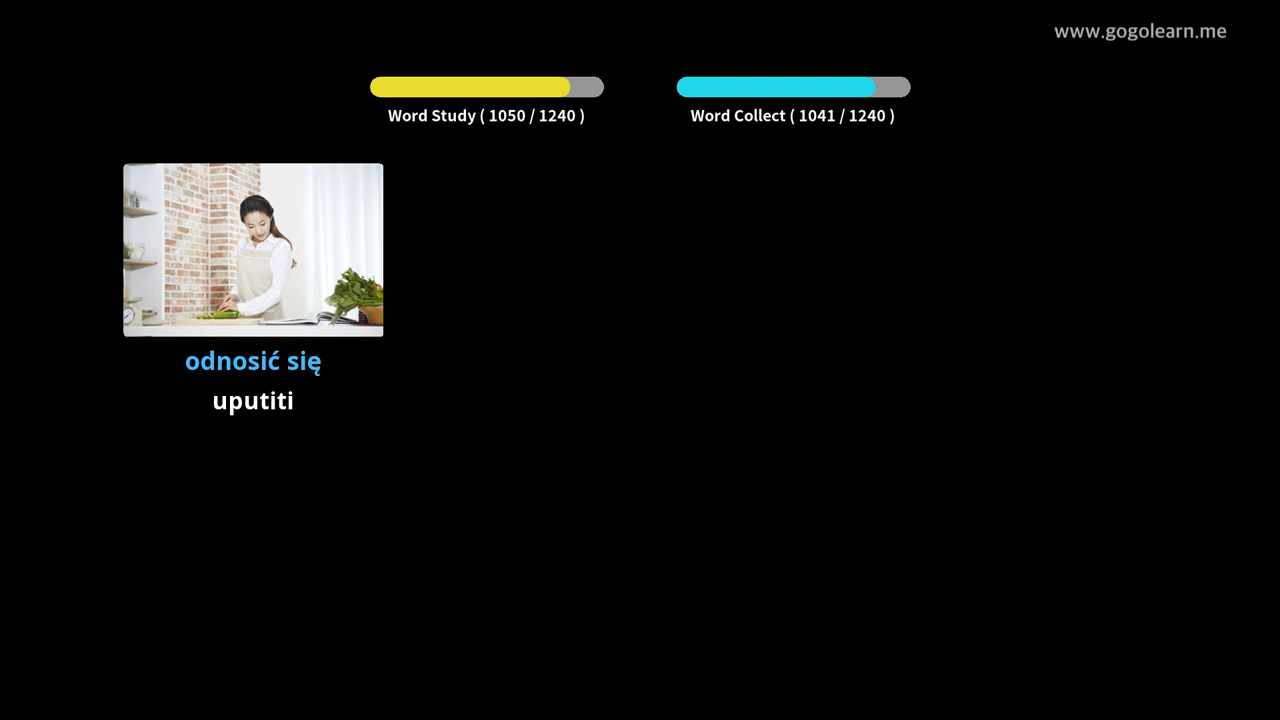 www.gogolearn.me
Word Study ( 1050 / 1240 )
Word Collect ( 1041 / 1240 )
odnosić się
uputiti